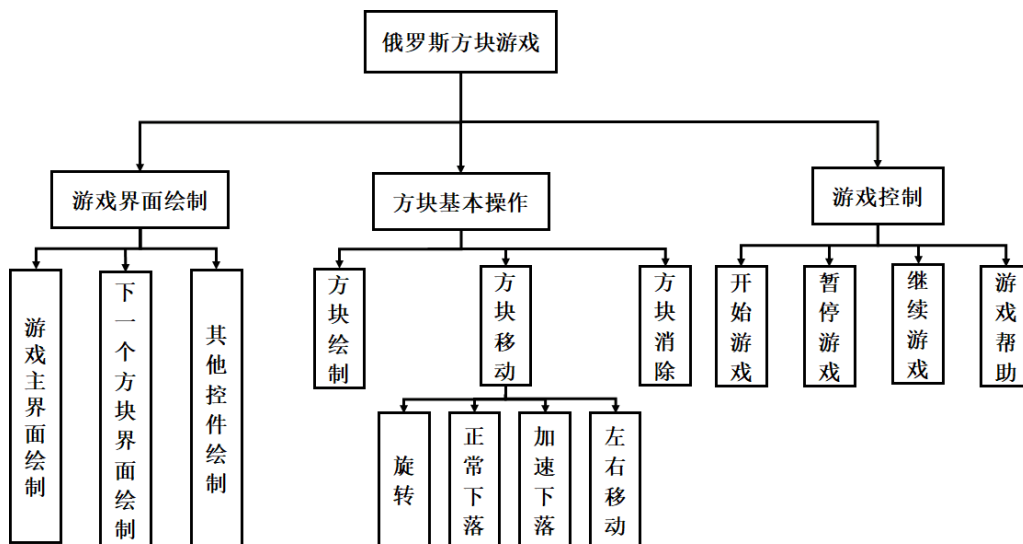 俄罗斯方块游戏
游戏界面绘制
方块基本操作
游戏控制
游戏主界面绘制
下一个方块界面绘制
其他控件绘制
方块绘制
方块移动
方块消除
开始游戏
暂停游戏
继续游戏
游戏帮助
旋转
正常下落
加速下落
左右移动